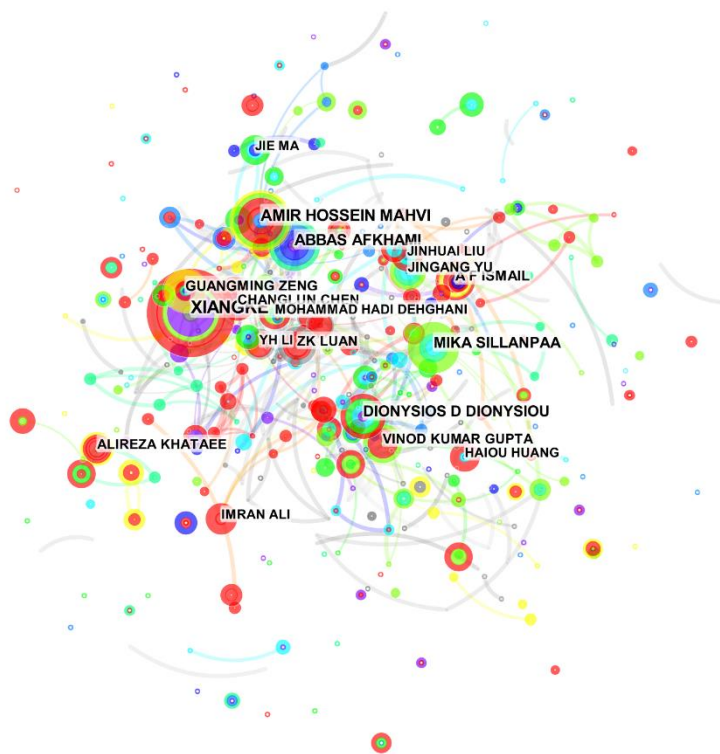 JIE MA
AMIR HOSSEIN MAHVI
ABBAS AFKHAMI
JINHUAI LIU
JINGANG YU
A F ISMAIL
GUANGMING ZENG
CHANGLUN CHEN
XIANGKE
MOHAMMAD HADI DEHGHANI
YH LI
ZK LUAN
MIKA SILLANPAA
DIONYSIOS D DIONYSIOU
VINOD KUMAR GUPTA
ALIREZA KHATAEE
HAIOU HUANG
IMRAN ALI